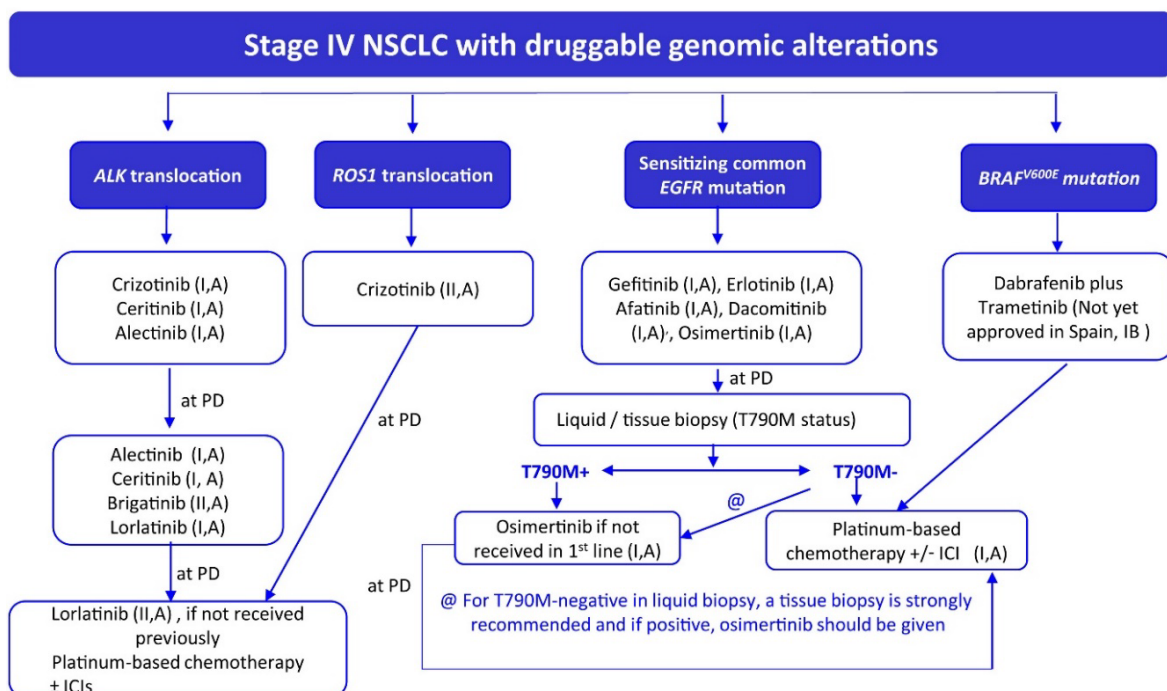 Stage IV NSCLC with druggable genomic alterations
ALK translocation
ROS1 translocation
Sensitizing common
EGFR mutation
BRAF^V600E mutation
Crizotinib (I,A)
Ceritinib (I,A)
Alectinib (I,A)
Crizotinib (II,A)
Gefitinib (I,A), Erlotinib (I,A)
Afatinib (I,A), Dacomitinib
(I,A), Osimertinib (I,A)
Dabrafenib plus
Trametinib (Not yet
approved in Spain, IB )
at PD
at PD
at PD
Liquid / tissue biopsy (T790M status)
Alectinib (I,A)
Ceritinib (I, A)
Brigatinib (II,A)
Lorlatinib (I,A)
T790M+
T790M-
@
Osimertinib if not
received in 1st line (I,A)
Platinum-based
chemotherapy +/- ICI (I,A)
at PD
at PD
@ For T790M-negative in liquid biopsy, a tissue biopsy is strongly
recommended and if positive, osimertinib should be given
Lorlatinib (II,A) , if not received
previously
Platinum-based chemotherapy
+ ICIs